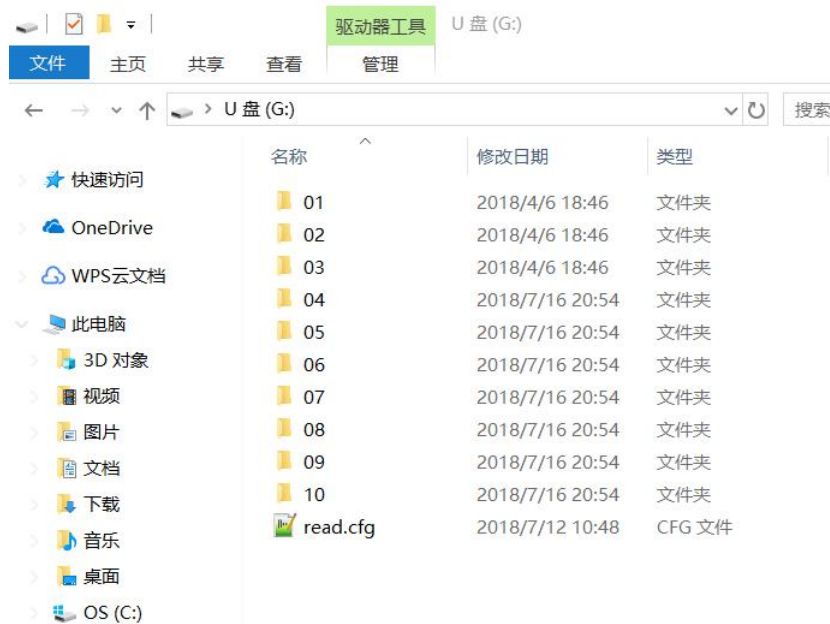 驱动器工具 U 盘 (G:)
文件 主页 共享 查看 管理
U 盘 (G:) 搜索
名称 修改日期 类型
快速访问
OneDrive
WPS云文档
此电脑
3D 对象
视频
图片
文档
下载
音乐
桌面
OS (C:)
01 2018/4/6 18:46 文件夹
02 2018/4/6 18:46 文件夹
03 2018/4/6 18:46 文件夹
04 2018/7/16 20:54 文件夹
05 2018/7/16 20:54 文件夹
06 2018/7/16 20:54 文件夹
07 2018/7/16 20:54 文件夹
08 2018/7/16 20:54 文件夹
09 2018/7/16 20:54 文件夹
10 2018/7/16 20:54 文件夹
read.cfg 2018/7/12 10:48 CFG 文件